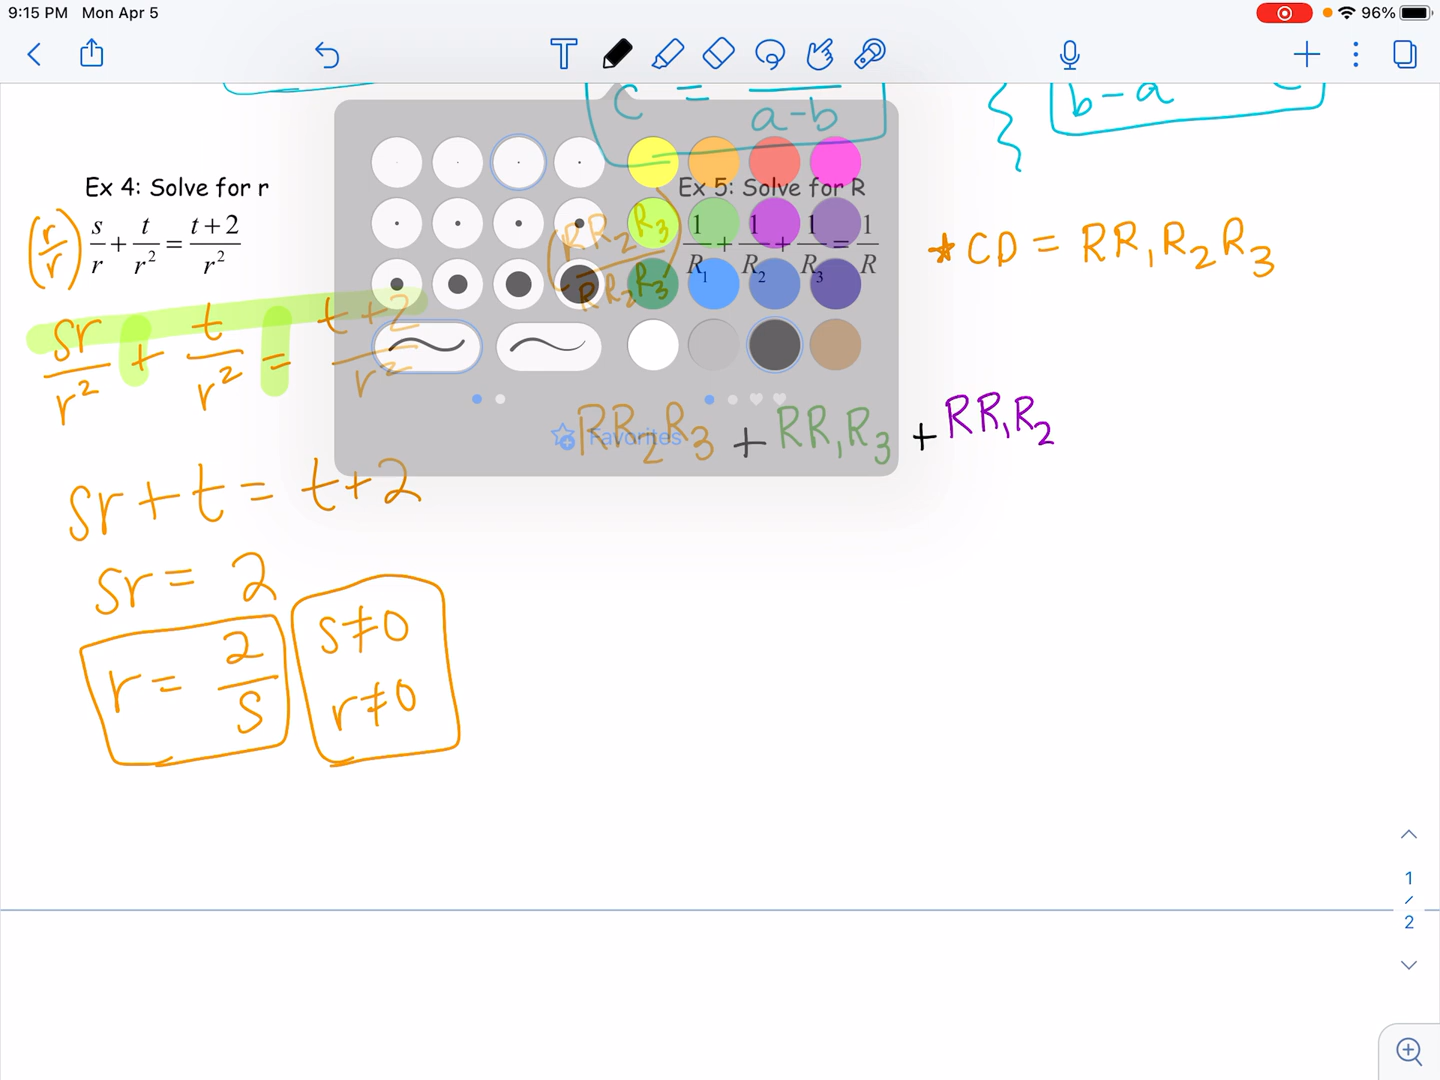 9:15 PM Mon Apr 5
96%
C = / a-b
b-a
Ex 4: Solve for r
(r/r) s/r + t/r² = (t+2)/r²
sr/r² + t/r² = (t+2)/r²
sr + t = t+2
sr = 2
r = 2/s
s≠0
r≠0
Ex 5: Solve for R
(RR₂R₃/RR₂R₃) 1/R₁ + 1/R₂ + 1/R₃ = 1/R
*CD = RR₁R₂R₃
RR₂R₃ + RR₁R₃ + RR₁R₂
Favorites
1
/
2